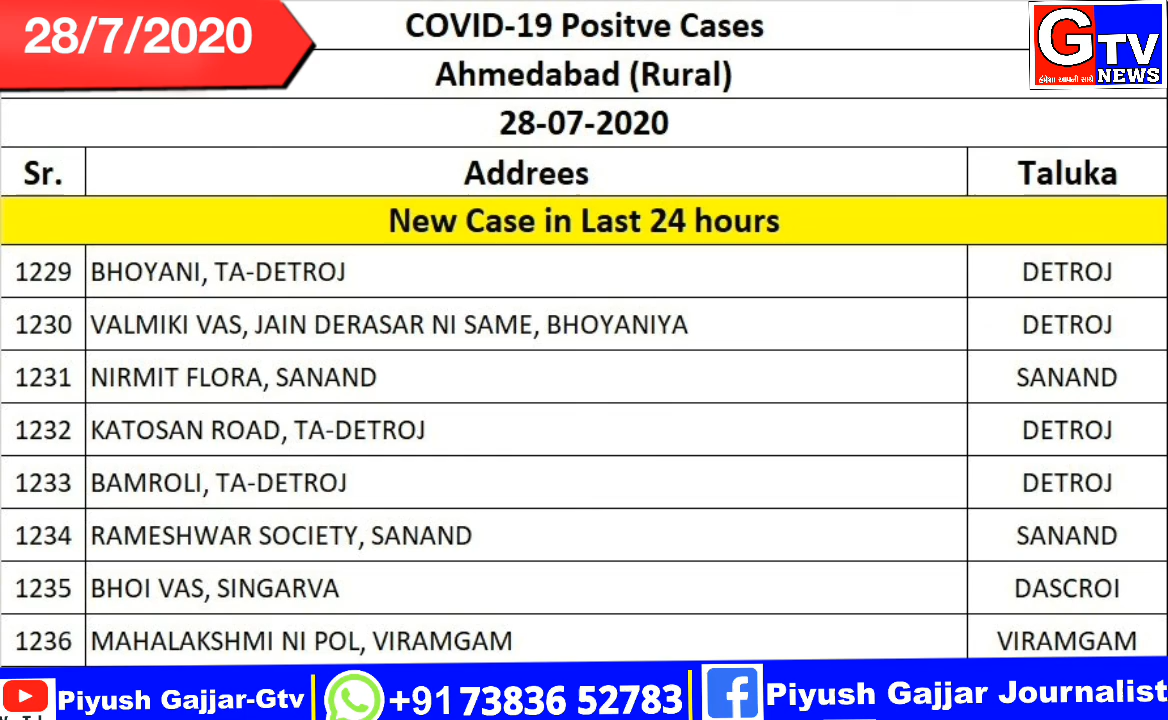 28/7/2020
COVID-19 Positve Cases
Ahmedabad (Rural)
28-07-2020
GTV
NEWS
Sr. Addrees Taluka
New Case in Last 24 hours
1229 BHOYANI, TA-DETROJ DETROJ
1230 VALMIKI VAS, JAIN DERASAR NI SAME, BHOYANIYA DETROJ
1231 NIRMIT FLORA, SANAND SANAND
1232 KATOSAN ROAD, TA-DETROJ DETROJ
1233 BAMROLI, TA-DETROJ DETROJ
1234 RAMESHWAR SOCIETY, SANAND SANAND
1235 BHOI VAS, SINGARVA DASCROI
1236 MAHALAKSHMI NI POL, VIRAMGAM VIRAMGAM
Piyush Gajjar-Gtv +91 73836 52783 Piyush Gajjar Journalist